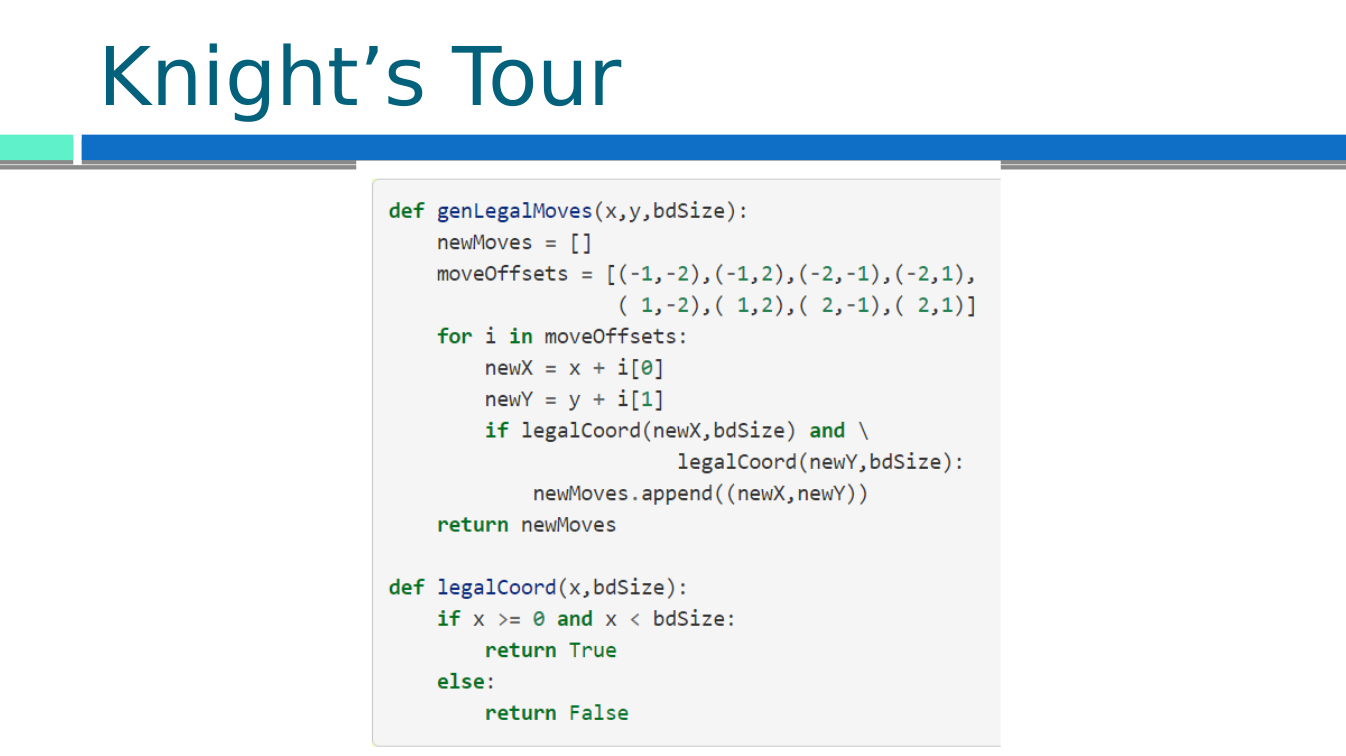 Knight’s Tour
def genLegalMoves(x,y,bdSize):
    newMoves = []
    moveOffsets = [(-1,-2),(-1,2),(-2,-1),(-2,1),
                   ( 1,-2),( 1,2),( 2,-1),( 2,1)]
    for i in moveOffsets:
        newX = x + i[0]
        newY = y + i[1]
        if legalCoord(newX,bdSize) and \
                        legalCoord(newY,bdSize):
            newMoves.append((newX,newY))
    return newMoves

def legalCoord(x,bdSize):
    if x >= 0 and x < bdSize:
        return True
    else:
        return False